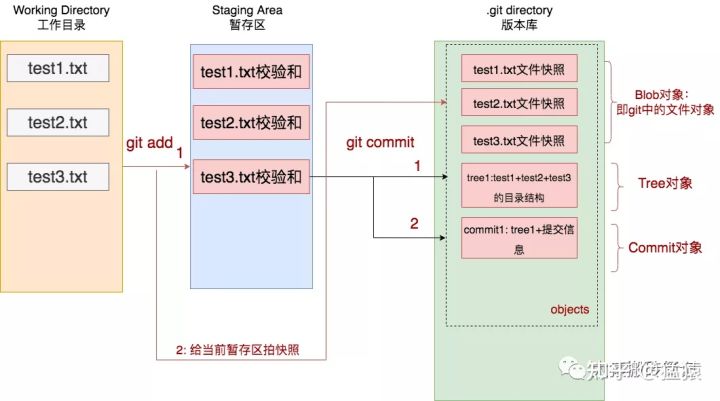 Working Directory
工作目录
Staging Area
暂存区
.git directory
版本库
test1.txt
test2.txt
test3.txt
git add
1
test1.txt校验和
test2.txt校验和
test3.txt校验和
git commit
1
2
2: 给当前暂存区拍快照
test1.txt文件快照
test2.txt文件快照
test3.txt文件快照
tree1:test1+test2+test3
的目录结构
commit1: tree1+提交信
息
objects
Blob对象：
即git中的文件对象
Tree对象
Commit对象
知乎 @猛猿